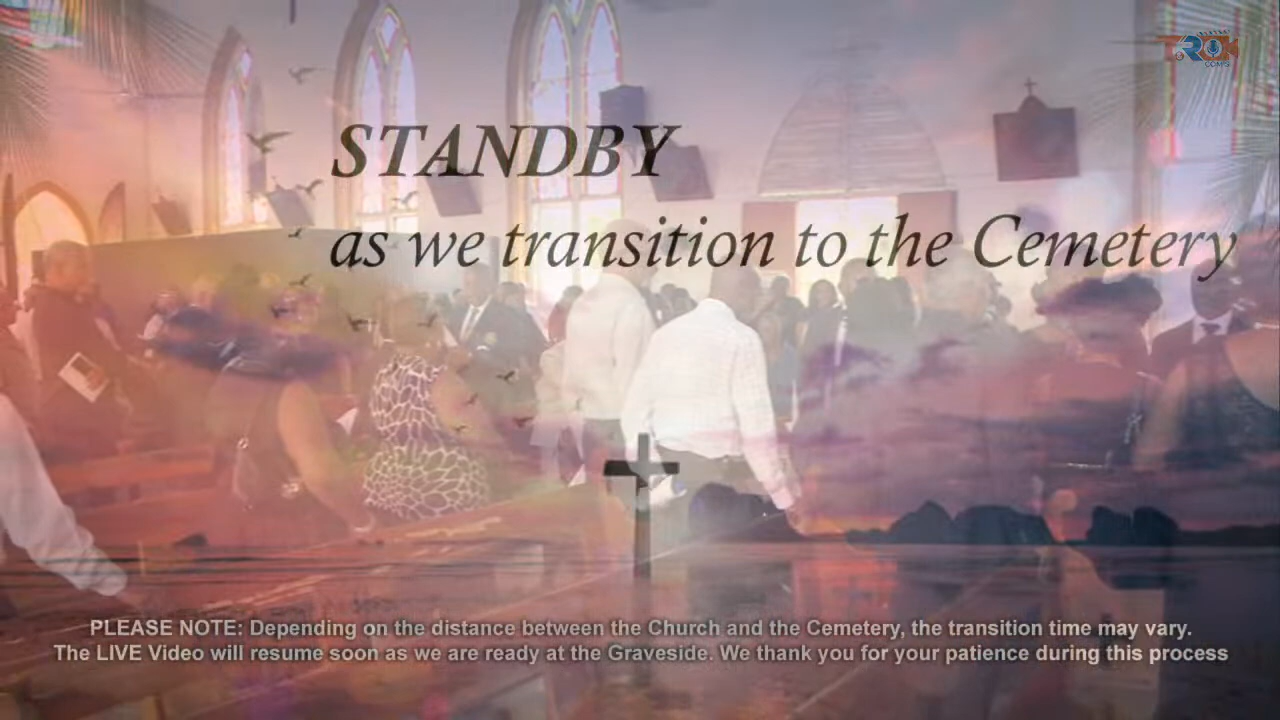 STANDBY
as we transition to the Cemetery
PLEASE NOTE: Depending on the distance between the Church and the Cemetery, the transition time may vary.
The LIVE Video will resume soon as we are ready at the Graveside. We thank you for your patience during this process